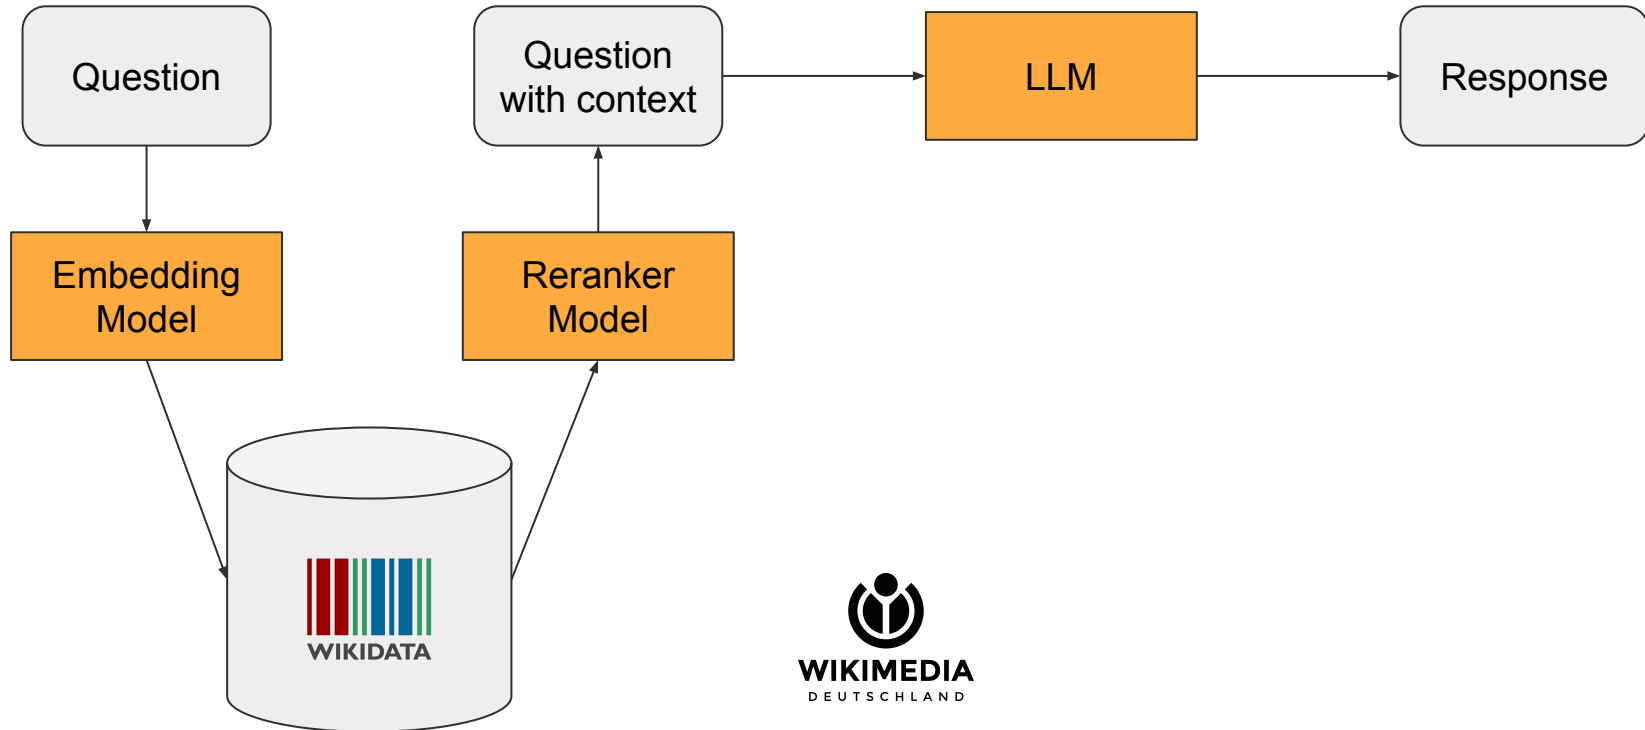 Question
Question
with context
LLM
Response
Embedding
Model
Reranker
Model
WIKIDATA
WIKIMEDIA
DEUTSCHLAND